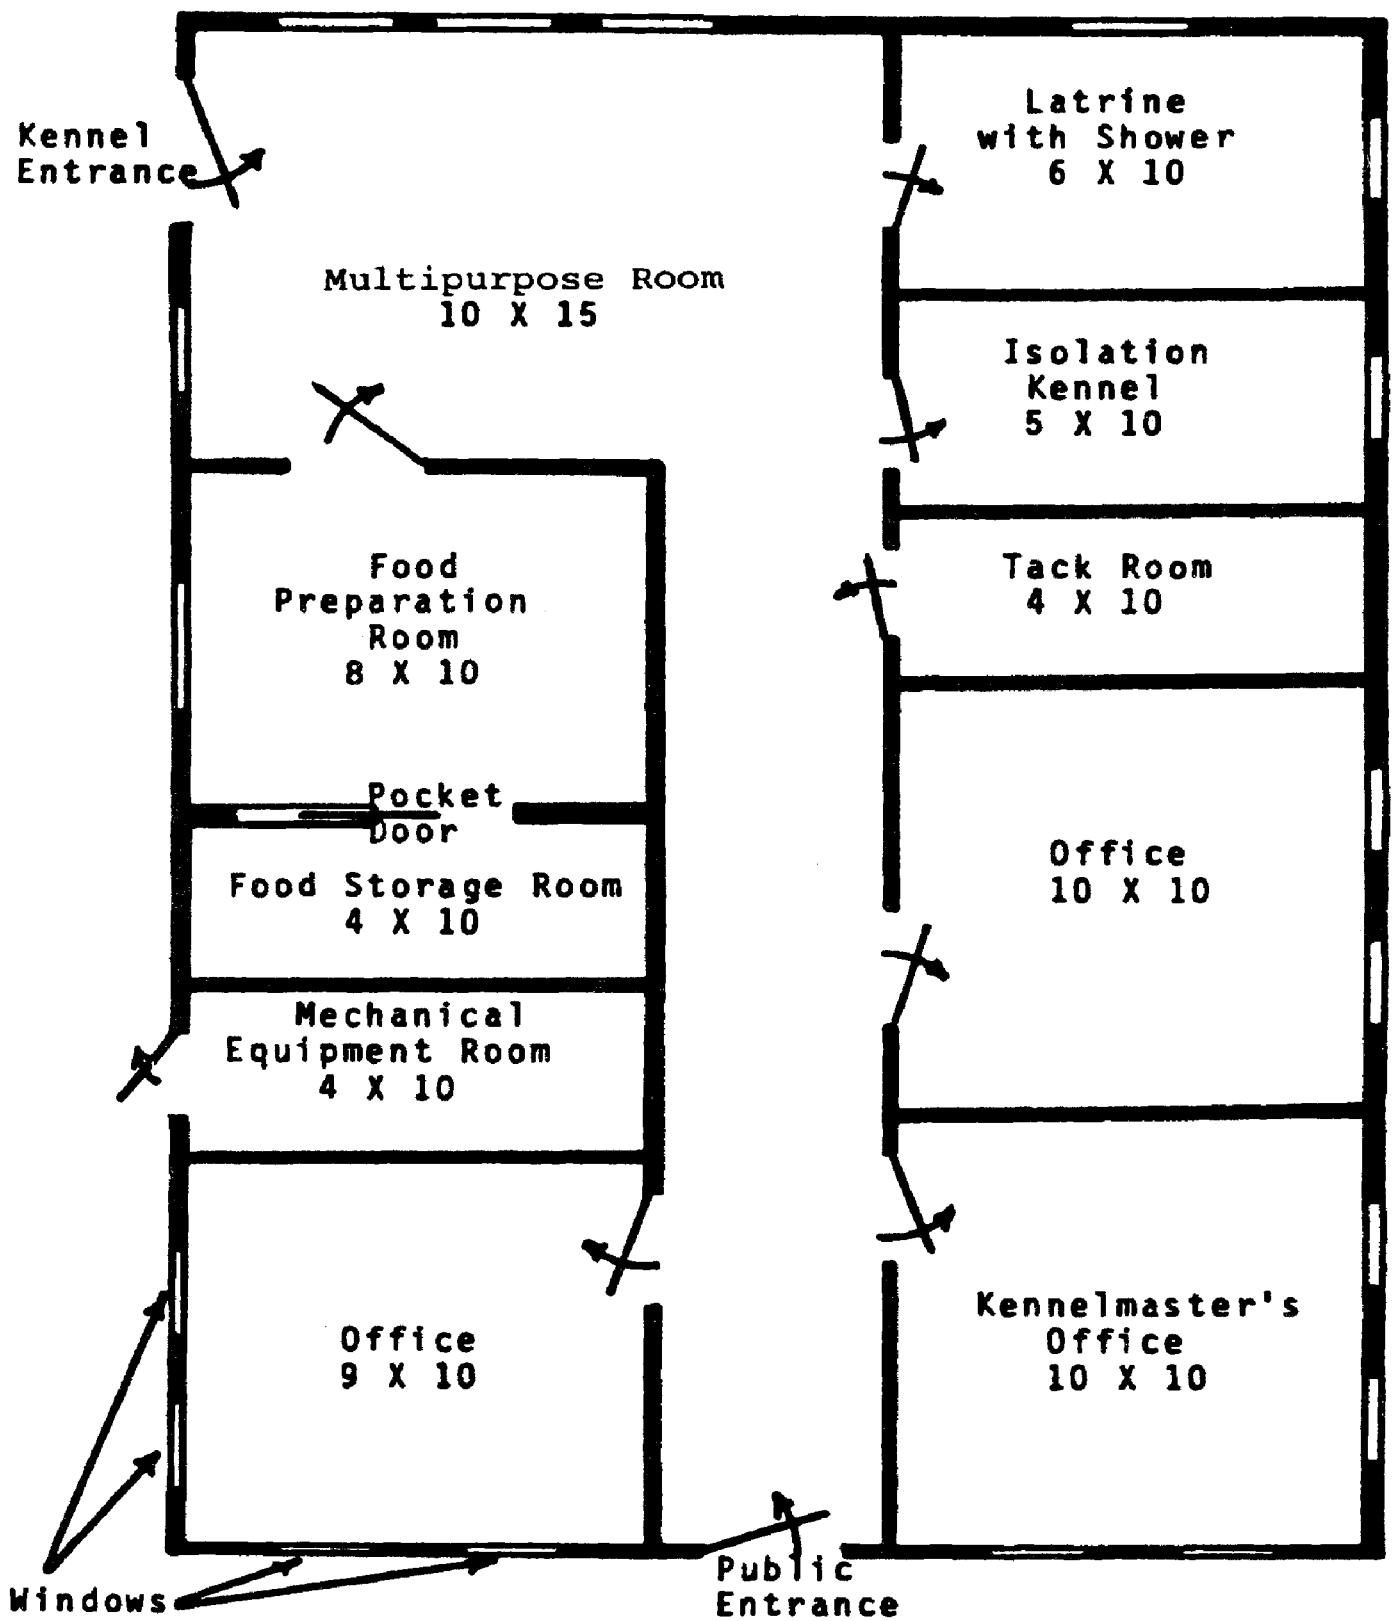 Kennel
Entrance
Latrine
with Shower
6 X 10
Multipurpose Room
10 X 15
Isolation
Kennel
5 X 10
Food
Preparation
Room
8 X 10
Tack Room
4 X 10
Pocket
Door
Food Storage Room
4 X 10
Office
10 X 10
Mechanical
Equipment Room
4 X 10
Office
9 X 10
Kennelmaster's
Office
10 X 10
Windows
Public
Entrance